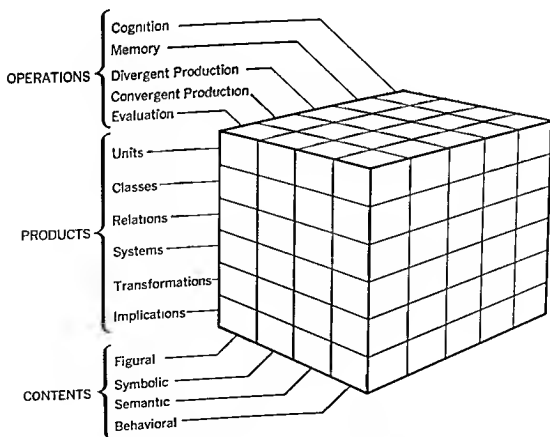 OPERATIONS
Cognition
Memory
Divergent Production
Convergent Production
Evaluation
PRODUCTS
Units
Classes
Relations
Systems
Transformations
Implications
CONTENTS
Figural
Symbolic
Semantic
Behavioral